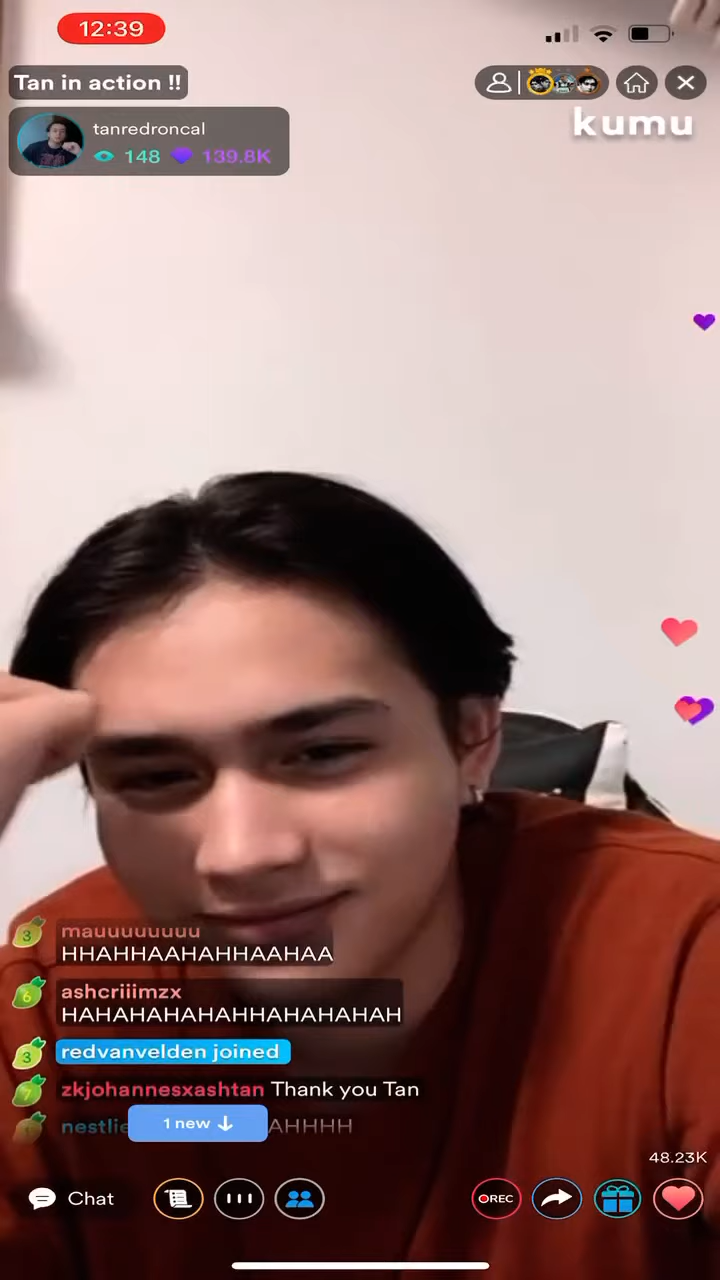 12:39
Tan in action !!
tanredroncal
148 139.8K
kumu
3 mauuuuuuuu
HHAHHAAHAHHAAHAA
6 ashcriiimzx
HAHAHAHAHAHHAHAHAHAH
3 redvanvelden joined
7 zkjohannesxashtan Thank you Tan
1 new ↓
AHHHH
48.23K
Chat
REC